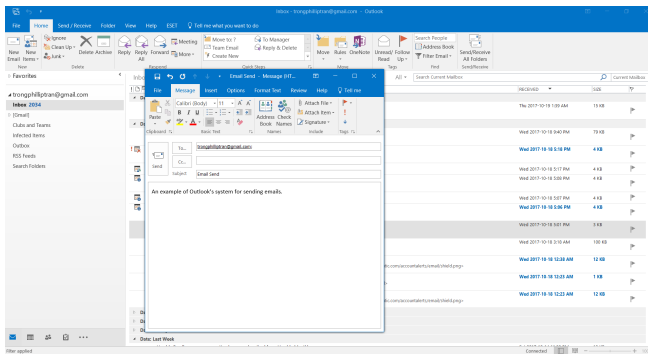 Inbox - trongphilliptran@gmail.com - Outlook
File Home Send / Receive Folder View Help ESET Tell me what you want to do
New Email New Items Ignore Clean Up Junk Delete Archive Reply Reply All Forward Meeting More
Move to: ? To Manager Team Email Reply & Delete Create New
Move Rules OneNote Unread/Read Follow Up Search People Address Book Filter Email Send/Receive All Folders
New Delete Respond Quick Steps Move Tags Find Send/Receive
Favorites
trongphilliptran@gmail.com
Inbox 2034
[Gmail]
Clubs and Teams
Infected Items
Outbox
RSS Feeds
Search Folders
All Search Current Mailbox Current Mailbox
RECEIVED SIZE
Thu 2017-10-19 1:59 AM 15 KB
Wed 2017-10-18 9:40 PM 79 KB
Wed 2017-10-18 5:18 PM 4 KB
Wed 2017-10-18 5:17 PM 4 KB
Wed 2017-10-18 5:08 PM 4 KB
Wed 2017-10-18 5:07 PM 4 KB
Wed 2017-10-18 5:06 PM 4 KB
Wed 2017-10-18 5:01 PM 3 KB
Wed 2017-10-18 3:18 AM 100 KB
Wed 2017-10-18 12:38 AM 12 KB
Wed 2017-10-18 12:23 AM 1 KB
Wed 2017-10-18 12:23 AM 12 KB
Email Send - Message (HT...
File Message Insert Options Format Text Review Help Tell me
Paste Calibri (Body) 11 B I U A
Address Book Check Names Attach File Attach Item Signature
Clipboard Basic Text Names Include Tags
Send
To... trongphilliptran@gmail.com
Cc...
Subject Email Send
An example of Outlook's system for sending emails.
Date: Last Week
Filter applied
Connected